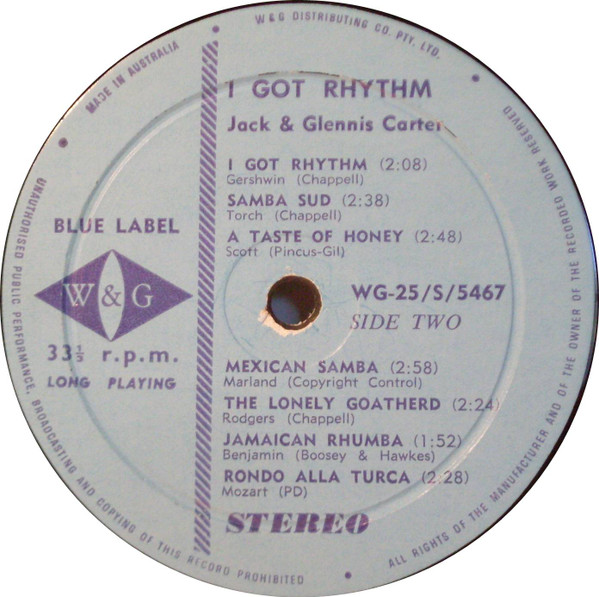 W&G DISTRIBUTING CO. PTY. LTD.
MADE IN AUSTRALIA
I GOT RHYTHM
Jack & Glennis Carter
I GOT RHYTHM (2:08)
Gershwin (Chappell)
SAMBA SUD (2:38)
Torch (Chappell)
A TASTE OF HONEY (2:48)
Scott (Pincus-Gil)
BLUE LABEL
W&G
33⅓ r.p.m.
LONG PLAYING
WG-25/S/5467
SIDE TWO
MEXICAN SAMBA (2:58)
Marland (Copyright Control)
THE LONELY GOATHERD (2:24)
Rodgers (Chappell)
JAMAICAN RHUMBA (1:52)
Benjamin (Boosey & Hawkes)
RONDO ALLA TURCA (2:28)
Mozart (PD)
STEREO
UNAUTHORISED PUBLIC PERFORMANCE, BROADCASTING AND COPYING OF THIS RECORD PROHIBITED
ALL RIGHTS OF THE MANUFACTURER AND OF THE OWNER OF THE RECORDED WORK RESERVED